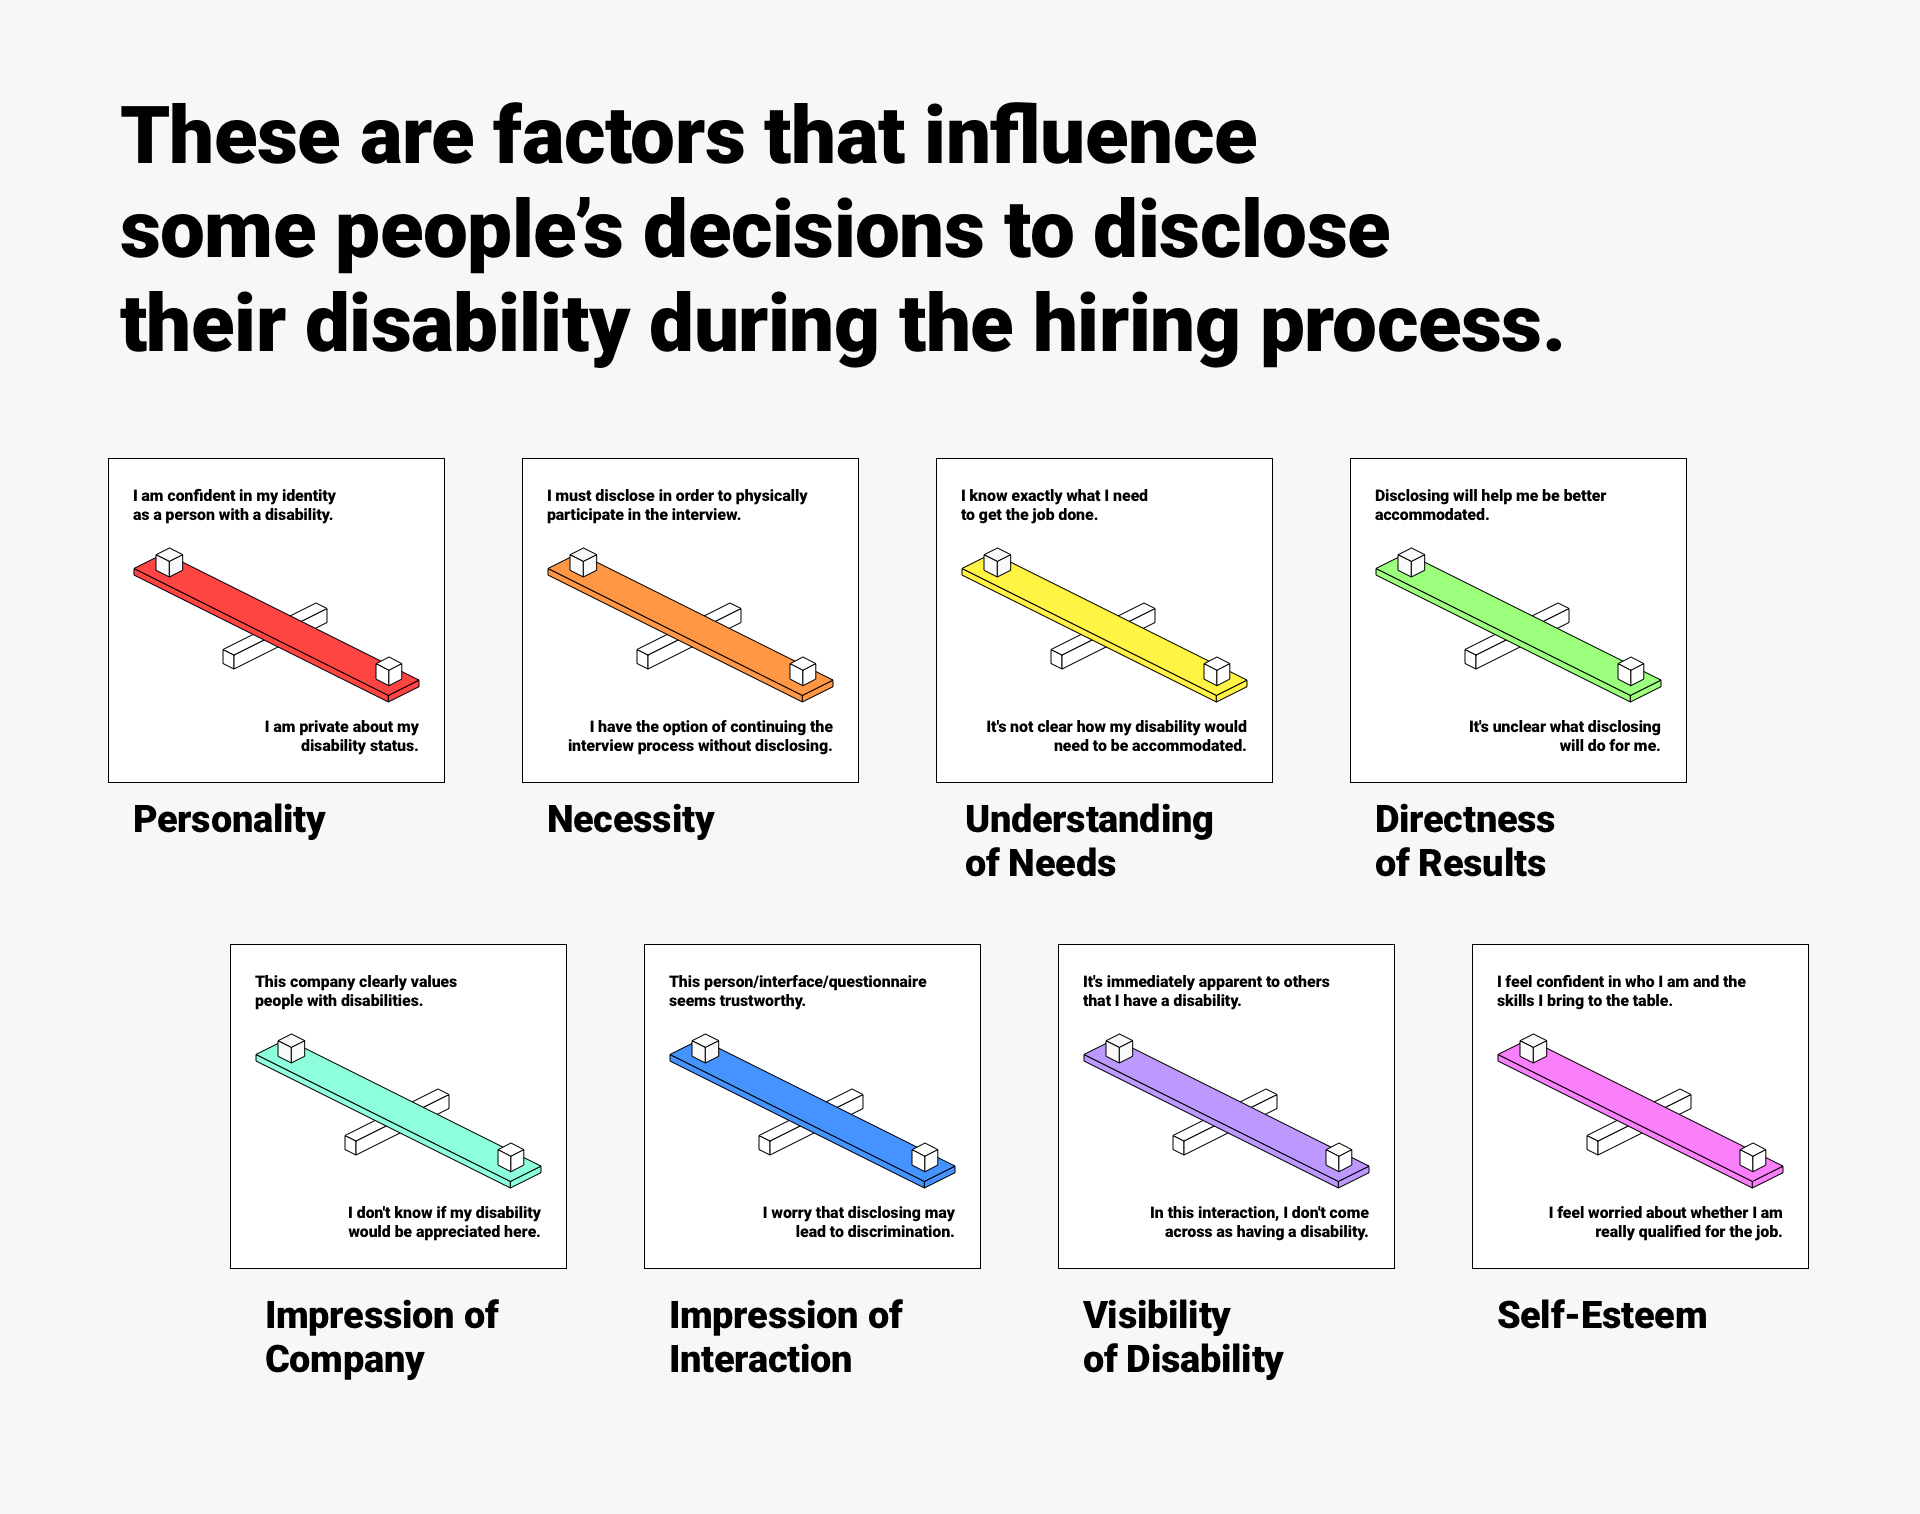 These are factors that influence
some people’s decisions to disclose
their disability during the hiring process.
I am confident in my identity
as a person with a disability.
I am private about my
disability status.
Personality
I must disclose in order to physically
participate in the interview.
I have the option of continuing the
interview process without disclosing.
Necessity
I know exactly what I need
to get the job done.
It's not clear how my disability would
need to be accommodated.
Understanding
of Needs
Disclosing will help me be better
accommodated.
It's unclear what disclosing
will do for me.
Directness
of Results
This company clearly values
people with disabilities.
I don't know if my disability
would be appreciated here.
Impression of
Company
This person/interface/questionnaire
seems trustworthy.
I worry that disclosing may
lead to discrimination.
Impression of
Interaction
It's immediately apparent to others
that I have a disability.
In this interaction, I don't come
across as having a disability.
Visibility
of Disability
I feel confident in who I am and the
skills I bring to the table.
I feel worried about whether I am
really qualified for the job.
Self-Esteem